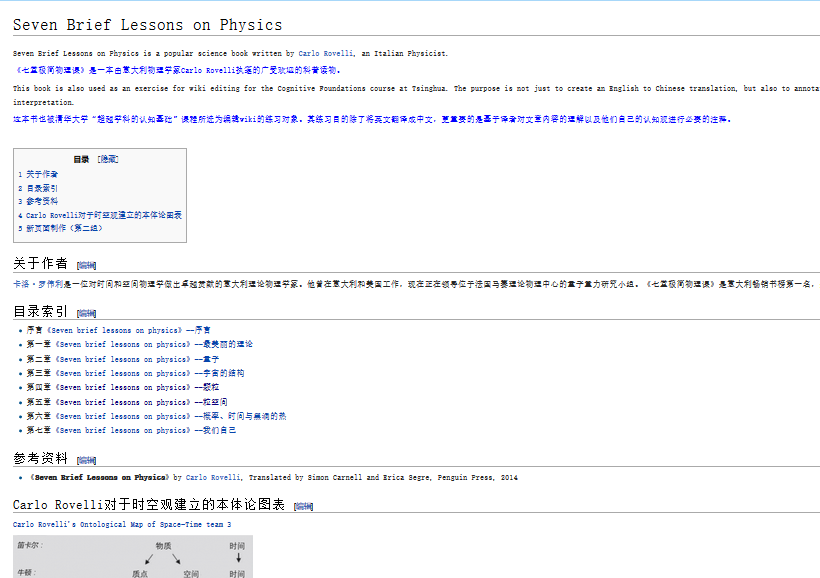 Seven Brief Lessons on Physics
Seven Brief Lessons on Physics is a popular science book written by Carlo Rovelli, an Italian Physicist.
《七堂极简物理课》是一本由意大利物理学家Carlo Rovelli执笔的广受欢迎的科普读物。
This book is also used as an exercise for wiki editing for the Cognitive Foundations course at Tsinghua. The purpose is not just to create an English to Chinese translation, but also to annota
interpretation.
这本书也被清华大学“超越学科的认知基础”课程所选为编辑wiki的练习对象。其练习目的除了将英文翻译成中文，更重要的是基于译者对文章内容的理解以及他们自己的认知观进行必要的注释。
目录 [隐藏]
1 关于作者
2 目录索引
3 参考资料
4 Carlo Rovelli对于时空观建立的本体论图表
5 新页面制作（第二组）
关于作者 [编辑]
卡洛·罗伟利是一位对时间和空间物理学做出卓越贡献的意大利理论物理学家。他曾在意大利和美国工作，现在正在领导位于法国马赛理论物理中心的量子重力研究小组。《七堂极简物理课》是意大利畅销书榜第一名，
目录索引 [编辑]
序言《Seven brief lessons on physics》--序言
第一章《Seven brief lessons on physics》--最美丽的理论
第二章《Seven brief lessons on physics》--量子
第三章《Seven brief lessons on physics》--宇宙的结构
第四章《Seven brief lessons on physics》--颗粒
第五章《Seven brief lessons on physics》--粒空间
第六章《Seven brief lessons on physics》--概率、时间与黑洞的热
第七章《Seven brief lessons on physics》--我们自己
参考资料 [编辑]
《Seven Brief Lessons on Physics》by Carlo Rovelli, Translated by Simon Carnell and Erica Segre, Penguin Press, 2014
Carlo Rovelli对于时空观建立的本体论图表 [编辑]
Carlo Rovelli's Ontological Map of Space-Time team 3
笛卡尔： 物质 时间
牛顿： 质点 空间 时间